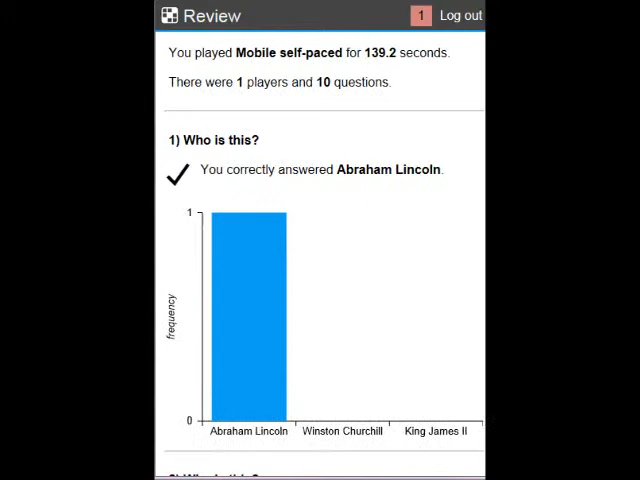 Review 1 Log out
You played Mobile self-paced for 139.2 seconds.
There were 1 players and 10 questions.
1) Who is this?
You correctly answered Abraham Lincoln.
1
frequency
0
Abraham Lincoln Winston Churchill King James II